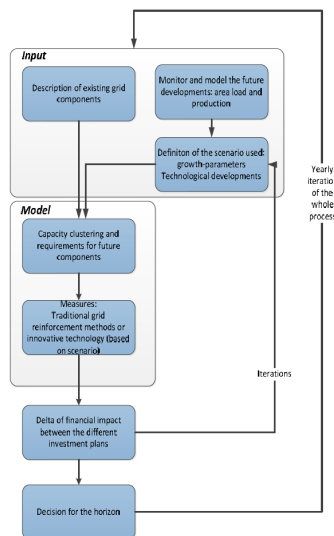 Input
Description of existing grid
components
Monitor and model the future
developments: area load and
production
Definiton of the scenario used:
growth-parameters
Technological developments
Yearly
iteration
of the
whole
process
Model
Capacity clustering and
requirements for future
components
Measures:
Traditional grid
reinforcement methods or
innovative technology (based
on scenario)
Iterations
Delta of financial impact
between the different
investment plans
Decision for the horizon